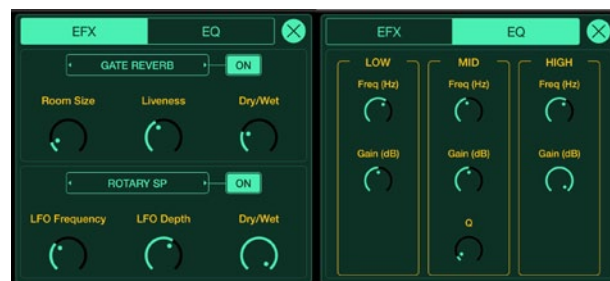 EFX EQ
GATE REVERB ON
Room Size Liveness Dry/Wet
ROTARY SP ON
LFO Frequency LFO Depth Dry/Wet
EFX EQ
LOW MID HIGH
Freq (Hz) Freq (Hz) Freq (Hz)
Gain (dB) Gain (dB) Gain (dB)
Q